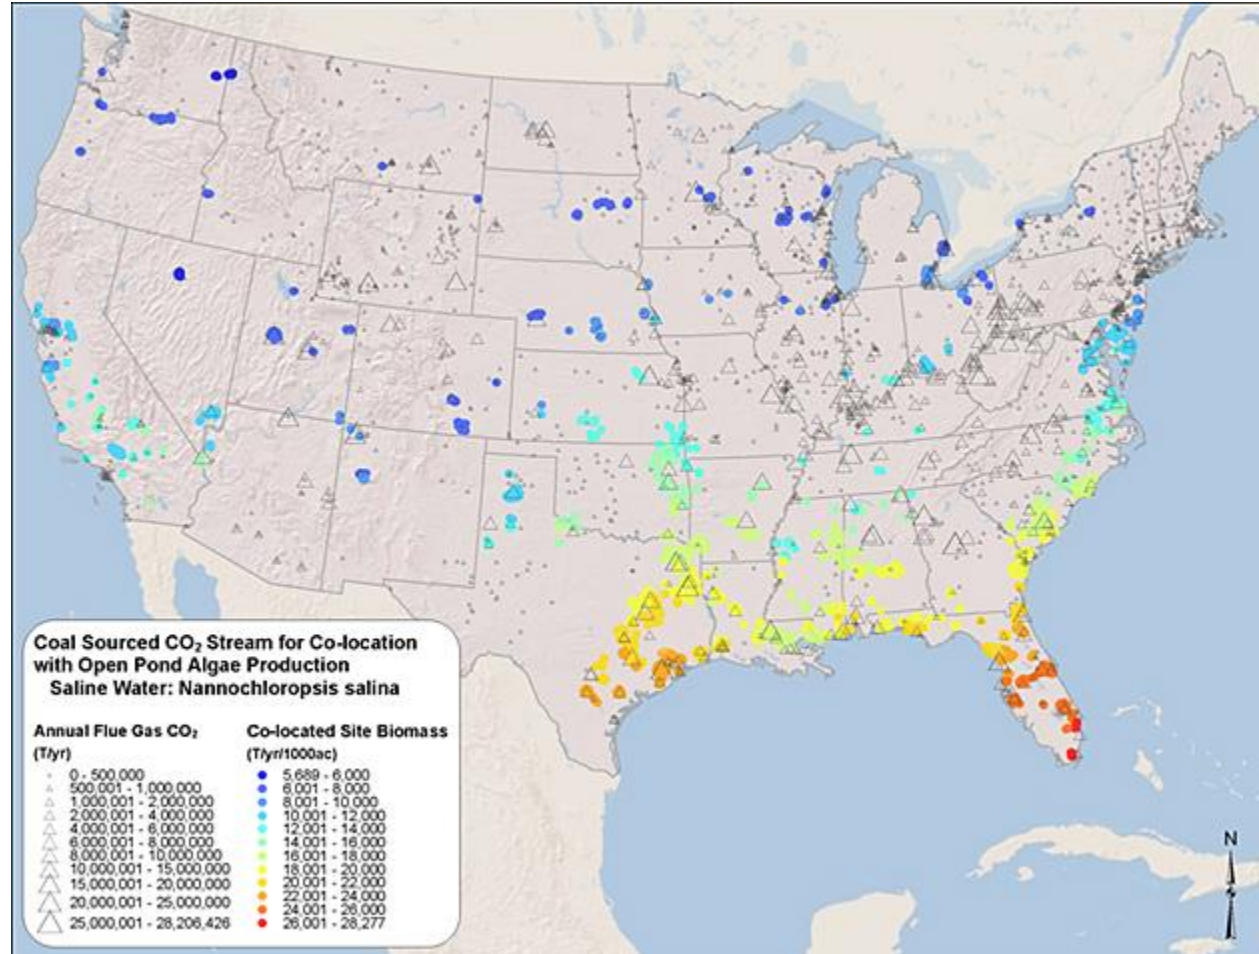 Coal Sourced CO₂ Stream for Co-location
with Open Pond Algae Production
Saline Water: Nannochloropsis salina
Annual Flue Gas CO₂
(T/yr)
0 - 500,000
500,001 - 1,000,000
1,000,001 - 2,000,000
2,000,001 - 4,000,000
4,000,001 - 6,000,000
6,000,001 - 8,000,000
8,000,001 - 10,000,000
10,000,001 - 15,000,000
15,000,001 - 20,000,000
20,000,001 - 25,000,000
25,000,001 - 28,206,426
Co-located Site Biomass
(T/yr/1000ac)
5,689 - 6,000
6,001 - 8,000
8,001 - 10,000
10,001 - 12,000
12,001 - 14,000
14,001 - 16,000
16,001 - 18,000
18,001 - 20,000
20,001 - 22,000
22,001 - 24,000
24,001 - 26,000
26,001 - 28,277
N